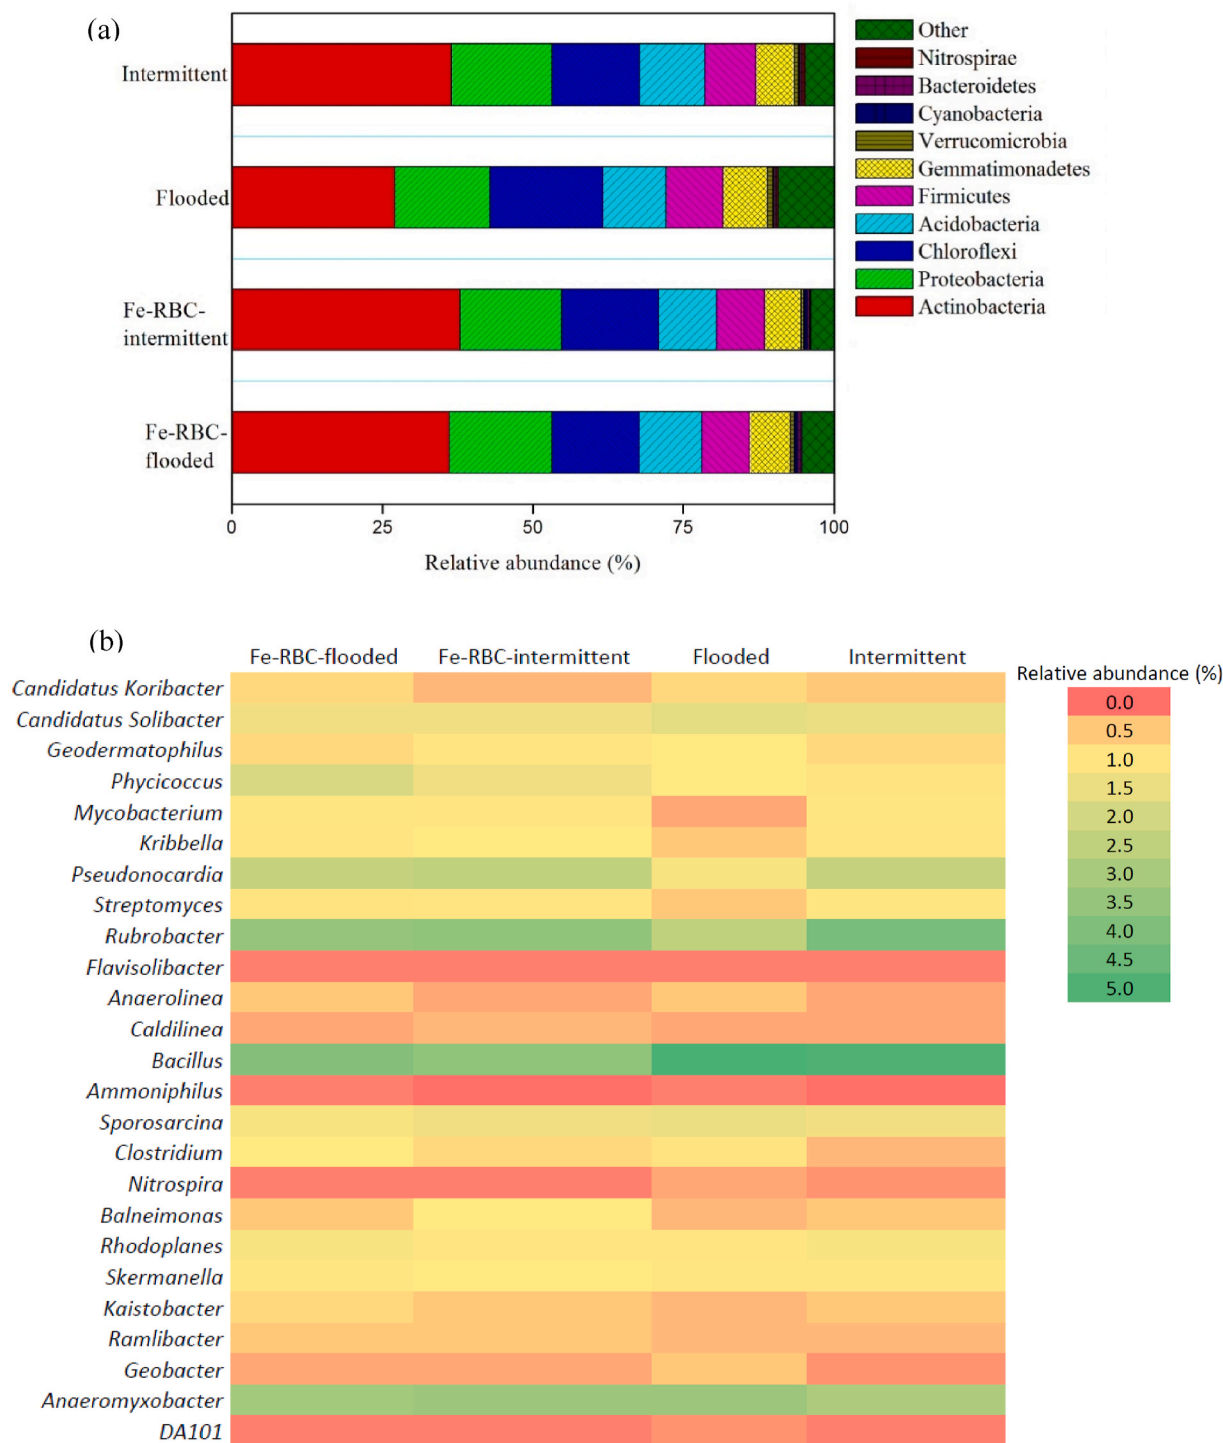 (a)
Intermittent
Flooded
Fe-RBC-
intermittent
Fe-RBC-
flooded
0 25 50 75 100
Relative abundance (%)
Other
Nitrospirae
Bacteroidetes
Cyanobacteria
Verrucomicrobia
Gemmatimonadetes
Firmicutes
Acidobacteria
Chloroflexi
Proteobacteria
Actinobacteria
(b)
Fe-RBC-flooded Fe-RBC-intermittent Flooded Intermittent
Candidatus Koribacter
Candidatus Solibacter
Geodermatophilus
Phycicoccus
Mycobacterium
Kribbella
Pseudonocardia
Streptomyces
Rubrobacter
Flavisolibacter
Anaerolinea
Caldilinea
Bacillus
Ammoniphilus
Sporosarcina
Clostridium
Nitrospira
Balneimonas
Rhodoplanes
Skermanella
Kaistobacter
Ramlibacter
Geobacter
Anaeromyxobacter
DA101
Relative abundance (%)
0.0
0.5
1.0
1.5
2.0
2.5
3.0
3.5
4.0
4.5
5.0